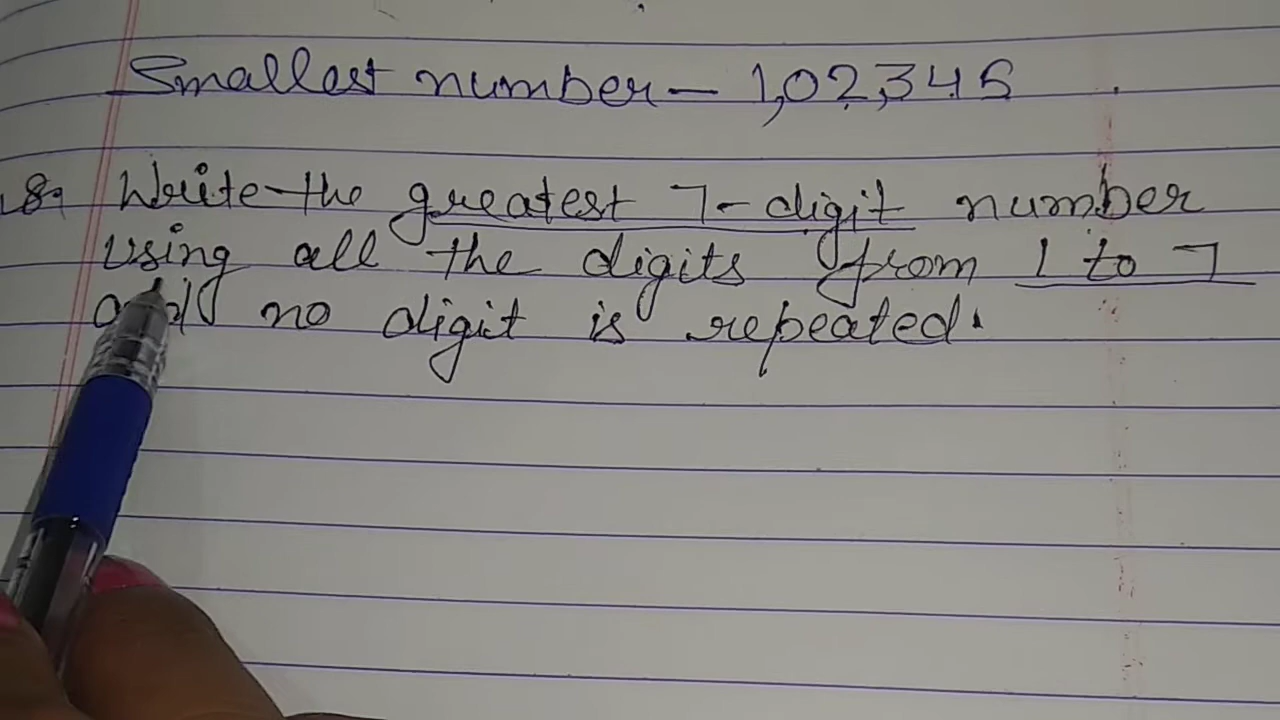 Smallest number – 1,02,345
18. Write the greatest 7-digit number
using all the digits from 1 to 7
and no digit is repeated.